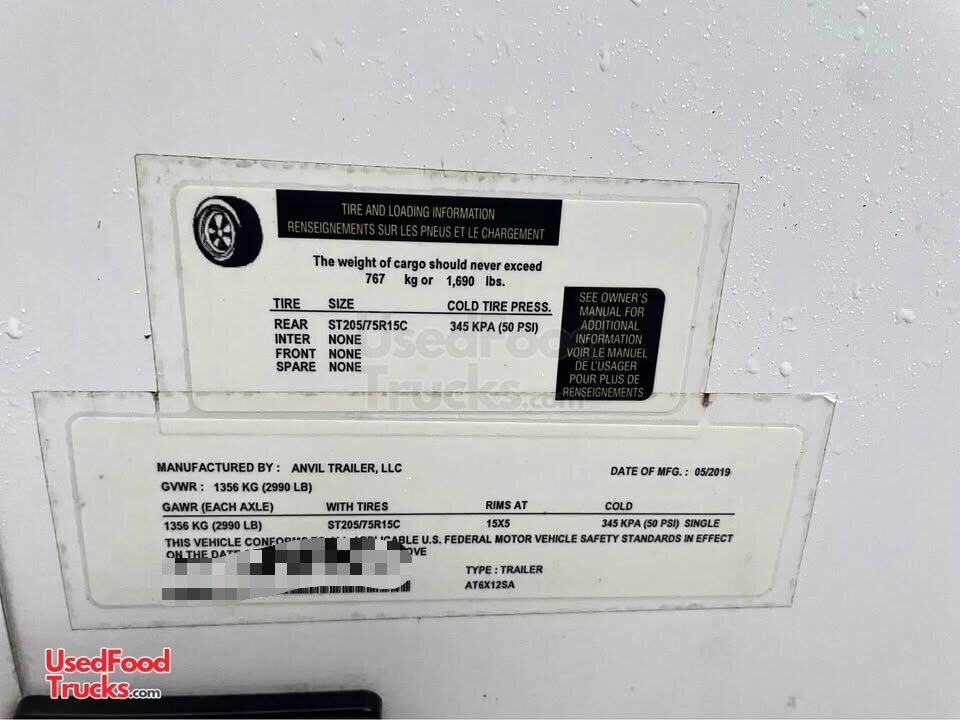 TIRE AND LOADING INFORMATION
RENSEIGNEMENTS SUR LES PNEUS ET LE CHARGEMENT
The weight of cargo should never exceed
767 kg or 1,690 lbs.
TIRE SIZE COLD TIRE PRESS.
REAR ST205/75R15C 345 KPA (50 PSI)
INTER NONE
FRONT NONE
SPARE NONE
SEE OWNER'S
MANUAL FOR
ADDITIONAL
INFORMATION
VOIR LE MANUEL
DE L'USAGER
POUR PLUS DE
RENSEIGNEMENTS
UsedFood
Trucks.com
MANUFACTURED BY : ANVIL TRAILER, LLC DATE OF MFG. : 05/2019
GVWR : 1356 KG (2990 LB)
GAWR (EACH AXLE) WITH TIRES RIMS AT COLD
1356 KG (2990 LB) ST205/75R15C 15X5 345 KPA (50 PSI) SINGLE
THIS VEHICLE U.S. FEDERAL MOTOR VEHICLE SAFETY STANDARDS IN EFFECT
ON THE
TYPE : TRAILER
AT6X12SA
UsedFood
Trucks.com